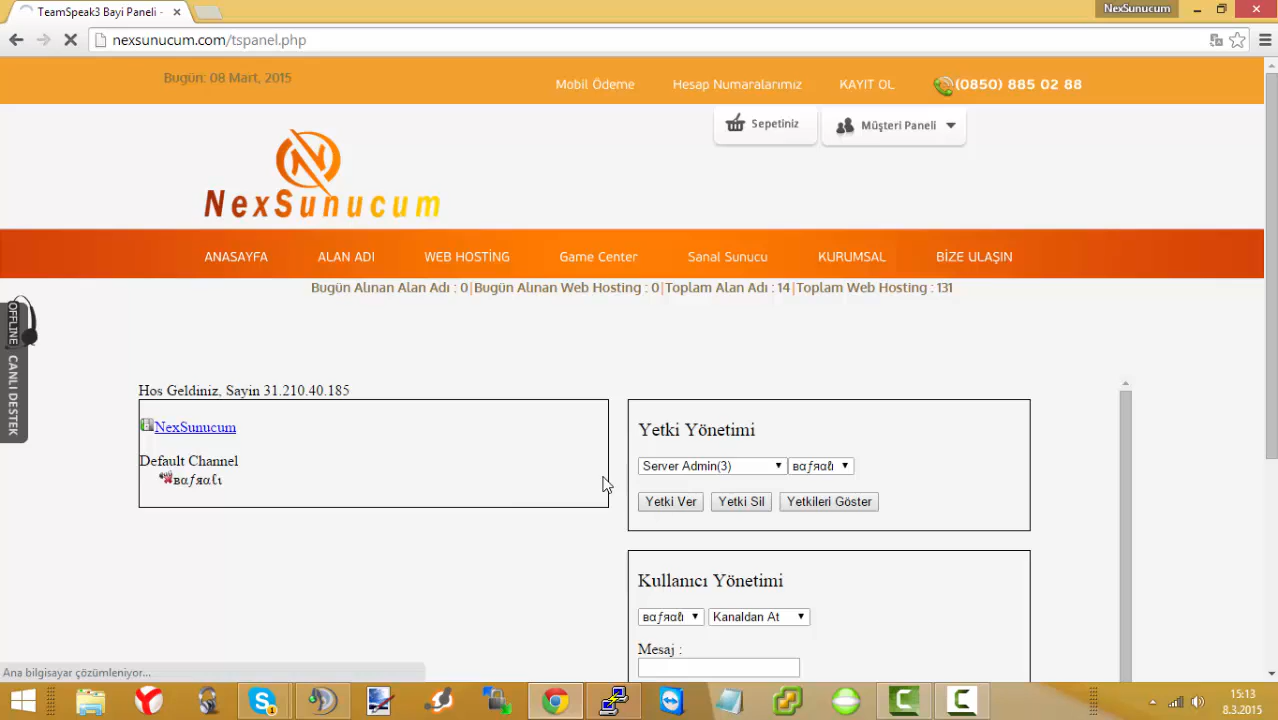 TeamSpeak3 Bayi Paneli -
NexSunucum
nexsunucum.com/tspanel.php
Bugün: 08 Mart, 2015
Mobil Ödeme
Hesap Numaralarımız
KAYIT OL
(0850) 885 02 88
Sepetiniz
Müşteri Paneli
NexSunucum
ANASAYFA
ALAN ADI
WEB HOSTİNG
Game Center
Sanal Sunucu
KURUMSAL
BİZE ULAŞIN
Bugün Alınan Alan Adı : 0|Bugün Alınan Web Hosting : 0|Toplam Alan Adı : 14|Toplam Web Hosting : 131
OFFLINE
CANLI DESTEK
Hos Geldiniz, Sayin 31.210.40.185
NexSunucum
Default Channel
Yetki Yönetimi
Server Admin(3)
Yetki Ver
Yetki Sil
Yetkileri Göster
Kullanıcı Yönetimi
Kanaldan At
Mesaj :
Ana bilgisayar çözümleniyor...
15:13
8.3.2015